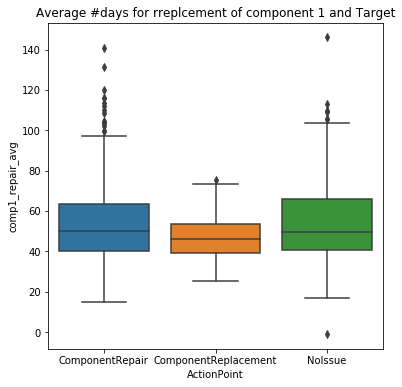 Average #days for rreplcement of component 1 and Target
140
120
100
80
60
40
20
0
comp1_repair_avg
ComponentRepair
ComponentReplacement
NoIssue
ActionPoint